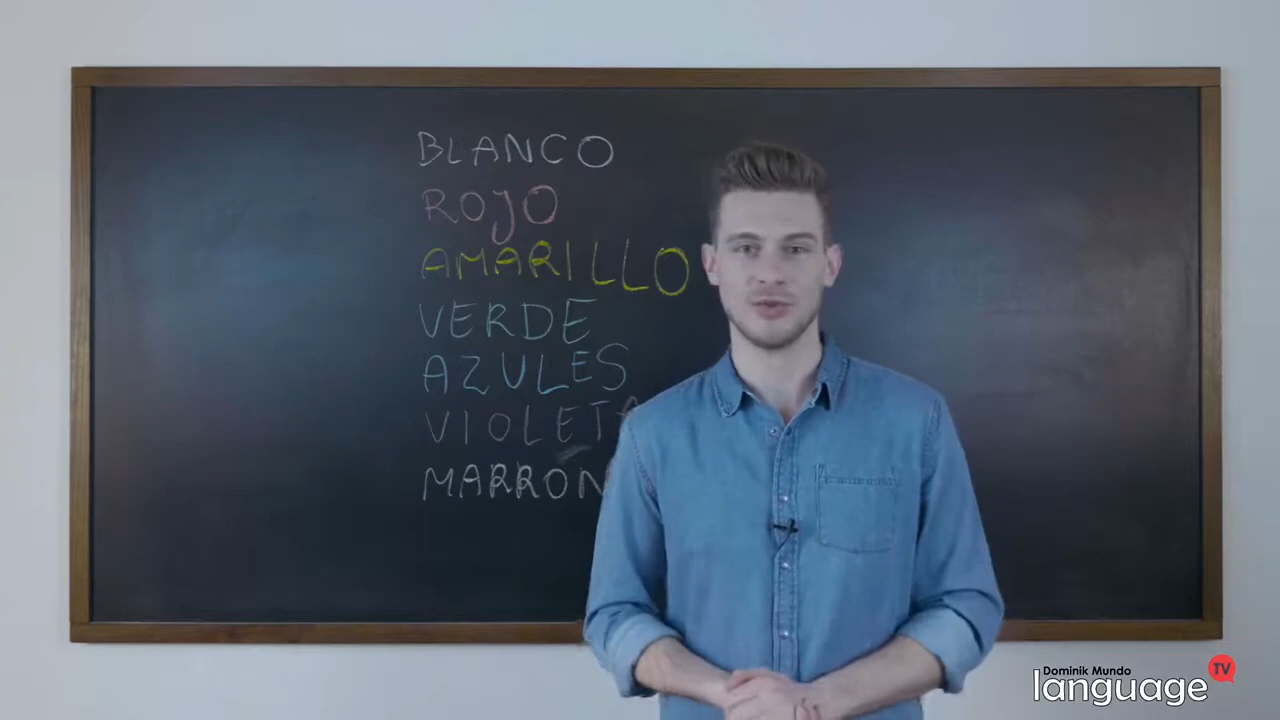 BLANCO
ROJO
AMARILLO
VERDE
AZULES
VIOLETA
MARRON
Dominik Mundo
language TV